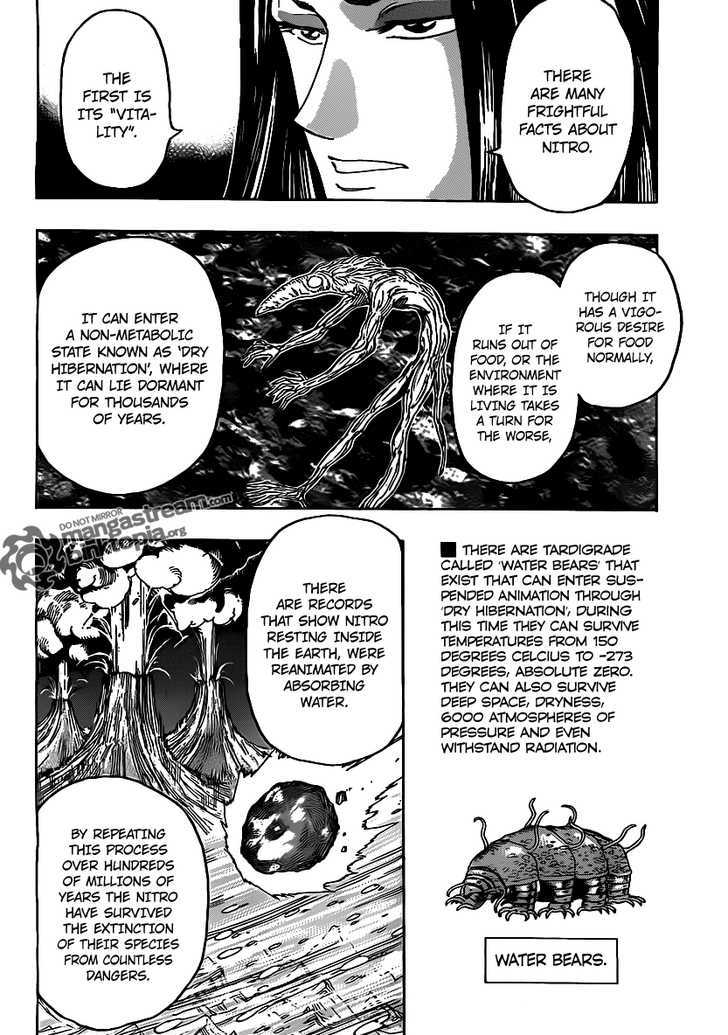 THERE
ARE MANY
FRIGHTFUL
FACTS ABOUT
NITRO.
THE
FIRST IS
ITS "VITA-
LITY".
THOUGH IT
HAS A VIGO-
ROUS DESIRE
FOR FOOD
NORMALLY,
IF IT
RUNS OUT OF
FOOD, OR THE
ENVIRONMENT
WHERE IT IS
LIVING TAKES
A TURN FOR
THE WORSE,
IT CAN ENTER
A NON-METABOLIC
STATE KNOWN AS 'DRY
HIBERNATION', WHERE
IT CAN LIE DORMANT
FOR THOUSANDS
OF YEARS.
DO NOT MIRROR
mangastream.com/
Brktopia.org
■ THERE ARE TARDIGRADE
CALLED 'WATER BEARS' THAT
EXIST THAT CAN ENTER SUS-
PENDED ANIMATION THROUGH
'DRY HIBERNATION', DURING
THIS TIME THEY CAN SURVIVE
TEMPERATURES FROM 150
DEGREES CELCIUS TO -273
DEGREES, ABSOLUTE ZERO.
THEY CAN ALSO SURVIVE
DEEP SPACE, DRYNESS,
6000 ATMOSPHERES OF
PRESSURE AND EVEN
WITHSTAND RADIATION.
WATER BEARS.
THERE
ARE RECORDS
THAT SHOW NITRO
RESTING INSIDE
THE EARTH, WERE
REANIMATED BY
ABSORBING
WATER.
BY REPEATING
THIS PROCESS
OVER HUNDREDS
OF MILLIONS OF
YEARS THE NITRO
HAVE SURVIVED
THE EXTINCTION
OF THEIR SPECIES
FROM COUNTLESS
DANGERS.